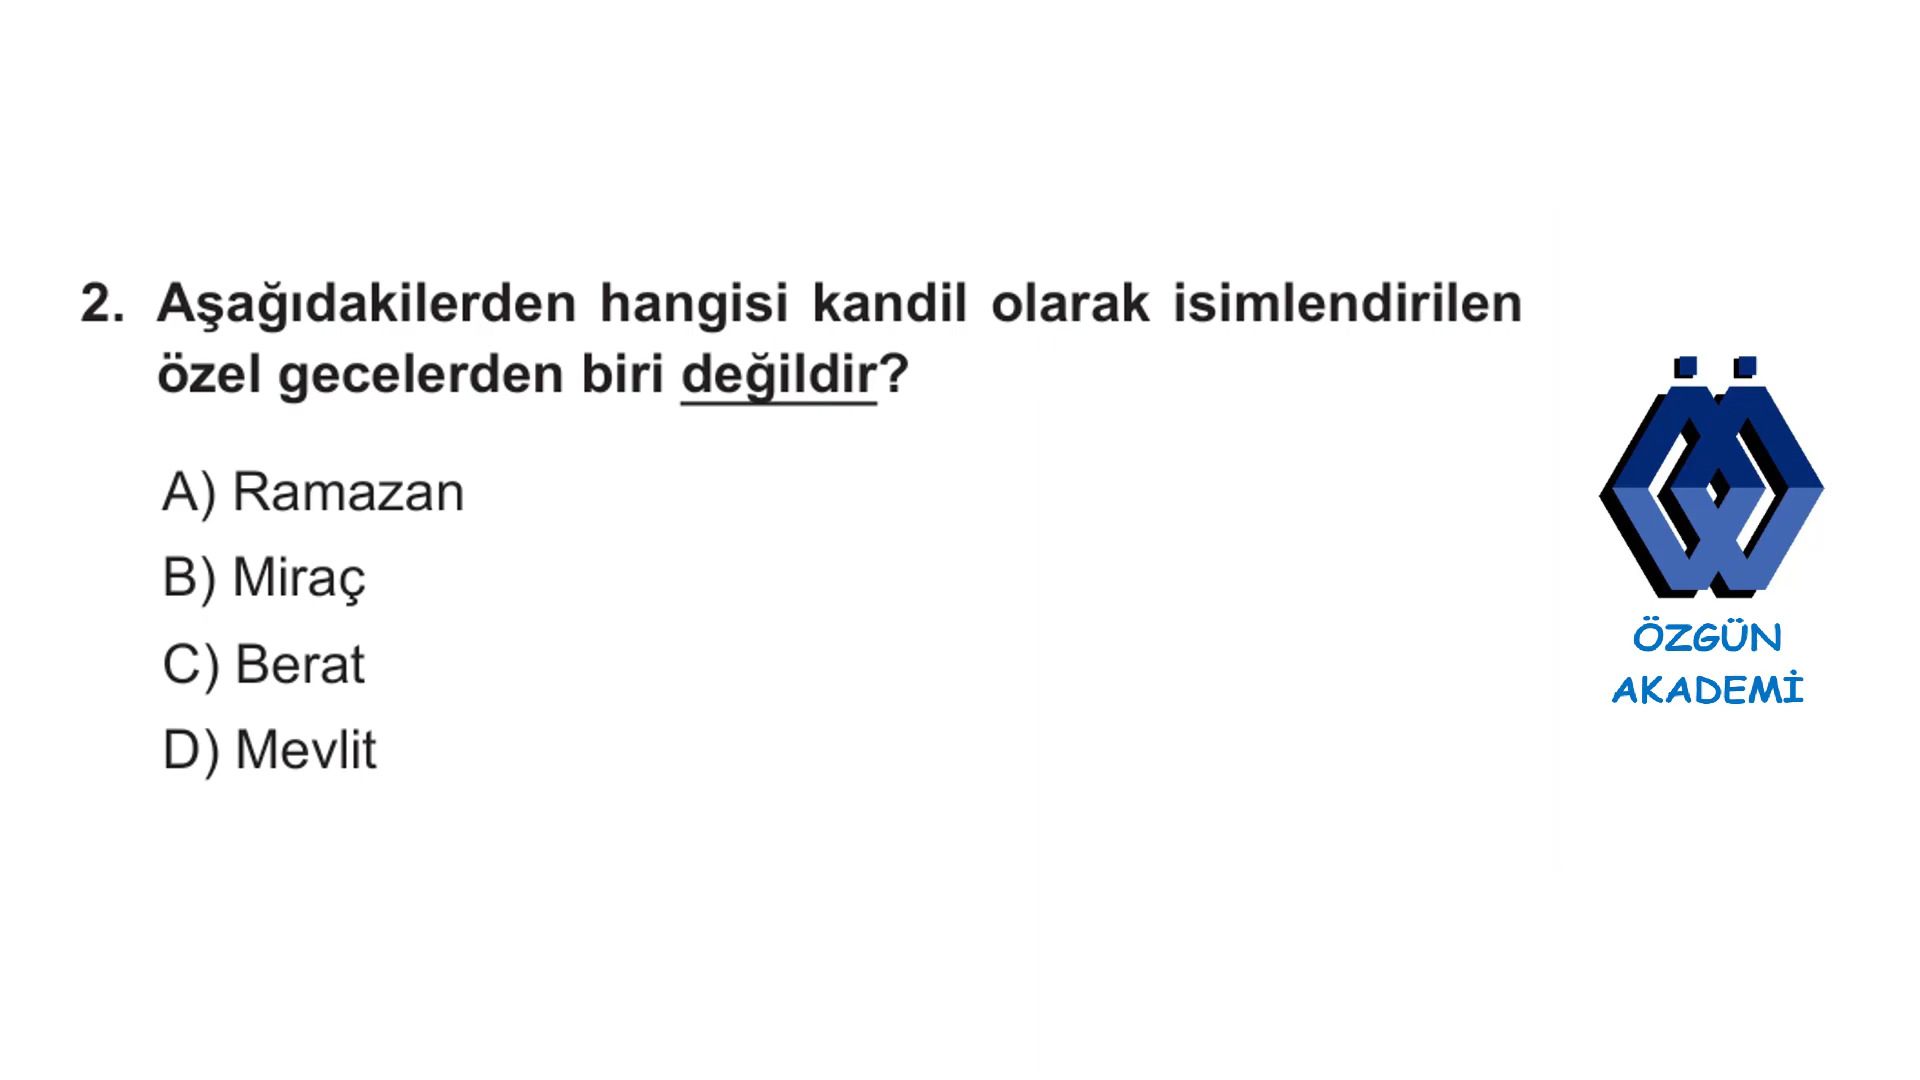 2. Aşağıdakilerden hangisi kandil olarak isimlendirilen
özel gecelerden biri değildir?
A) Ramazan
B) Miraç
C) Berat
D) Mevlit
ÖZGÜN
AKADEMİ